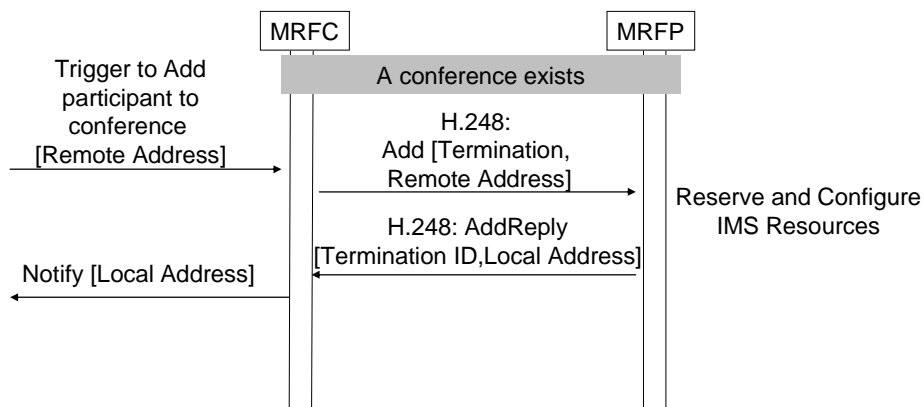 MRFC
MRFP
A conference exists
Trigger to Add
participant to
conference
[Remote Address]
H.248:
Add [Termination,
Remote Address]
Reserve and Configure
IMS Resources
H.248: AddReply
[Termination ID,Local Address]
Notify [Local Address]